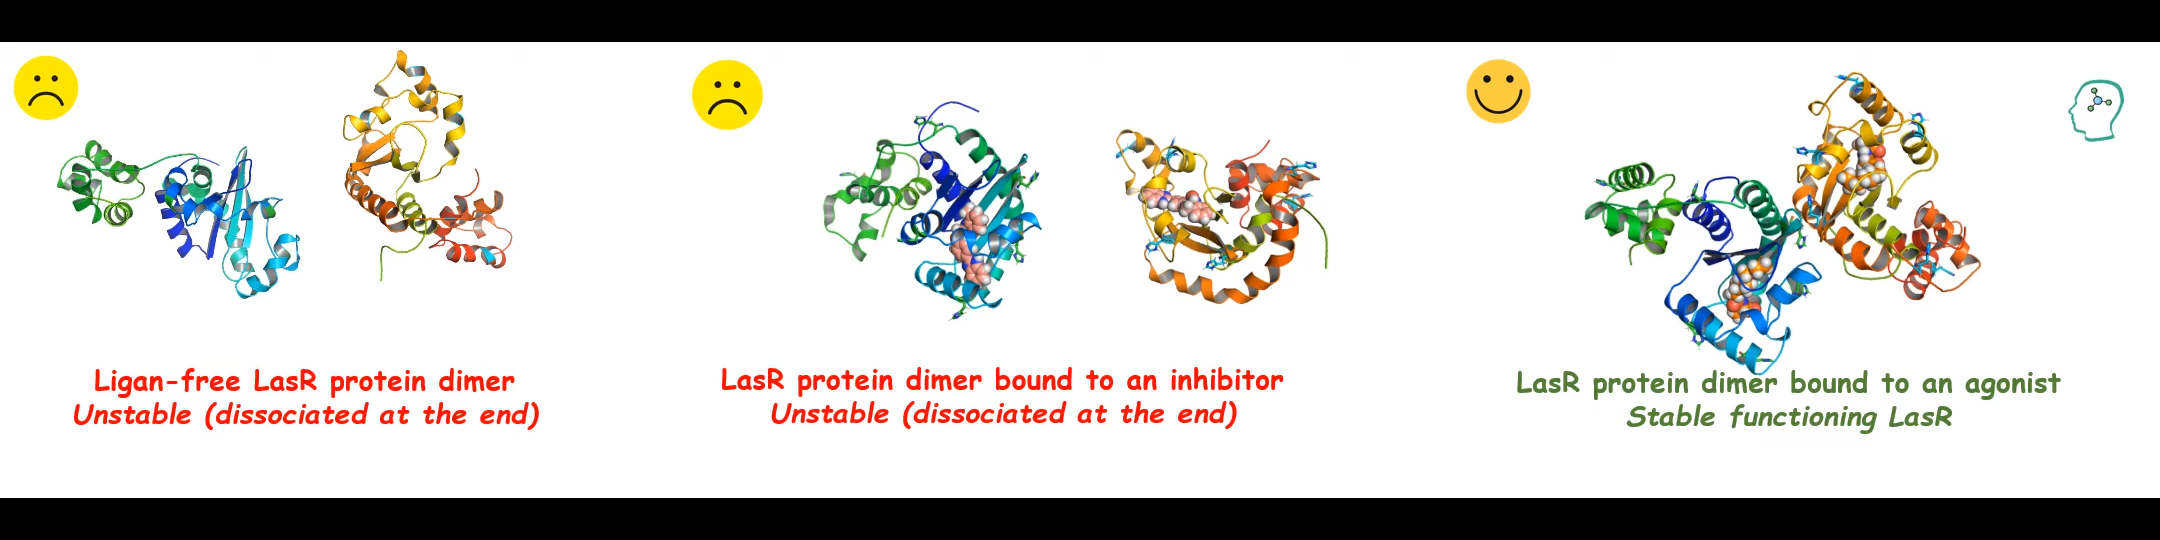 Ligan-free LasR protein dimer
Unstable (dissociated at the end)
LasR protein dimer bound to an inhibitor
Unstable (dissociated at the end)
LasR protein dimer bound to an agonist
Stable functioning LasR